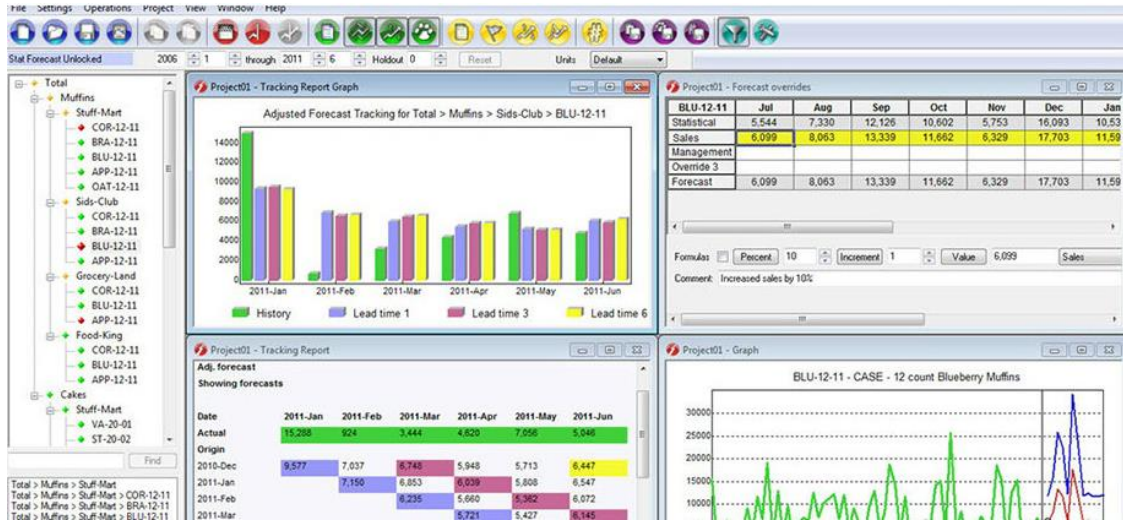 File Settings Operations Project View Window Help
Stat Forecast Unlocked 2006 1 through 2011 6 Holdout 0 Reset Units Default
Total
Muffins
Stuff-Mart
COR-12-11
BRA-12-11
BLU-12-11
APP-12-11
OAT-12-11
Sids-Club
COR-12-11
BRA-12-11
BLU-12-11
APP-12-11
Grocery-Land
COR-12-11
BLU-12-11
APP-12-11
Food-King
COR-12-11
BLU-12-11
APP-12-11
Cakes
Stuff-Mart
VA-20-01
ST-20-02
Find
Total > Muffins > Stuff-Mart
Total > Muffins > Stuff-Mart > COR-12-11
Total > Muffins > Stuff-Mart > BRA-12-11
Total > Muffins > Stuff-Mart > BLU-12-11
Project01 - Tracking Report Graph
Adjusted Forecast Tracking for Total > Muffins > Sids-Club > BLU-12-11
14000
12000
10000
8000
6000
4000
2000
0
2011-Jan 2011-Feb 2011-Mar 2011-Apr 2011-May 2011-Jun
History Lead time 1 Lead time 3 Lead time 6
Project01 - Forecast overrides
BLU-12-11 Jul Aug Sep Oct Nov Dec Jan
Statistical 5,544 7,330 12,126 10,602 5,753 16,093 10,53
Sales 6,099 8,063 13,339 11,662 6,329 17,703 11,59
Management
Override 3
Forecast 6,099 8,063 13,339 11,662 6,329 17,703 11,59
Formulas Percent 10 Increment 1 Value 6,099 Sales
Comment: Increased sales by 10%
Project01 - Tracking Report
Adj. forecast
Showing forecasts
Date 2011-Jan 2011-Feb 2011-Mar 2011-Apr 2011-May 2011-Jun
Actual 15,288 924 3,444 4,620 7,056 5,046
Origin
2010-Dec 9,577 7,037 6,748 5,948 5,713 6,447
2011-Jan 7,150 6,853 6,039 5,808 6,547
2011-Feb 6,235 5,660 5,362 6,072
2011-Mar 5,721 5,427 6,145
Project01 - Graph
BLU-12-11 - CASE - 12 count Blueberry Muffins
30000
25000
20000
15000
10000